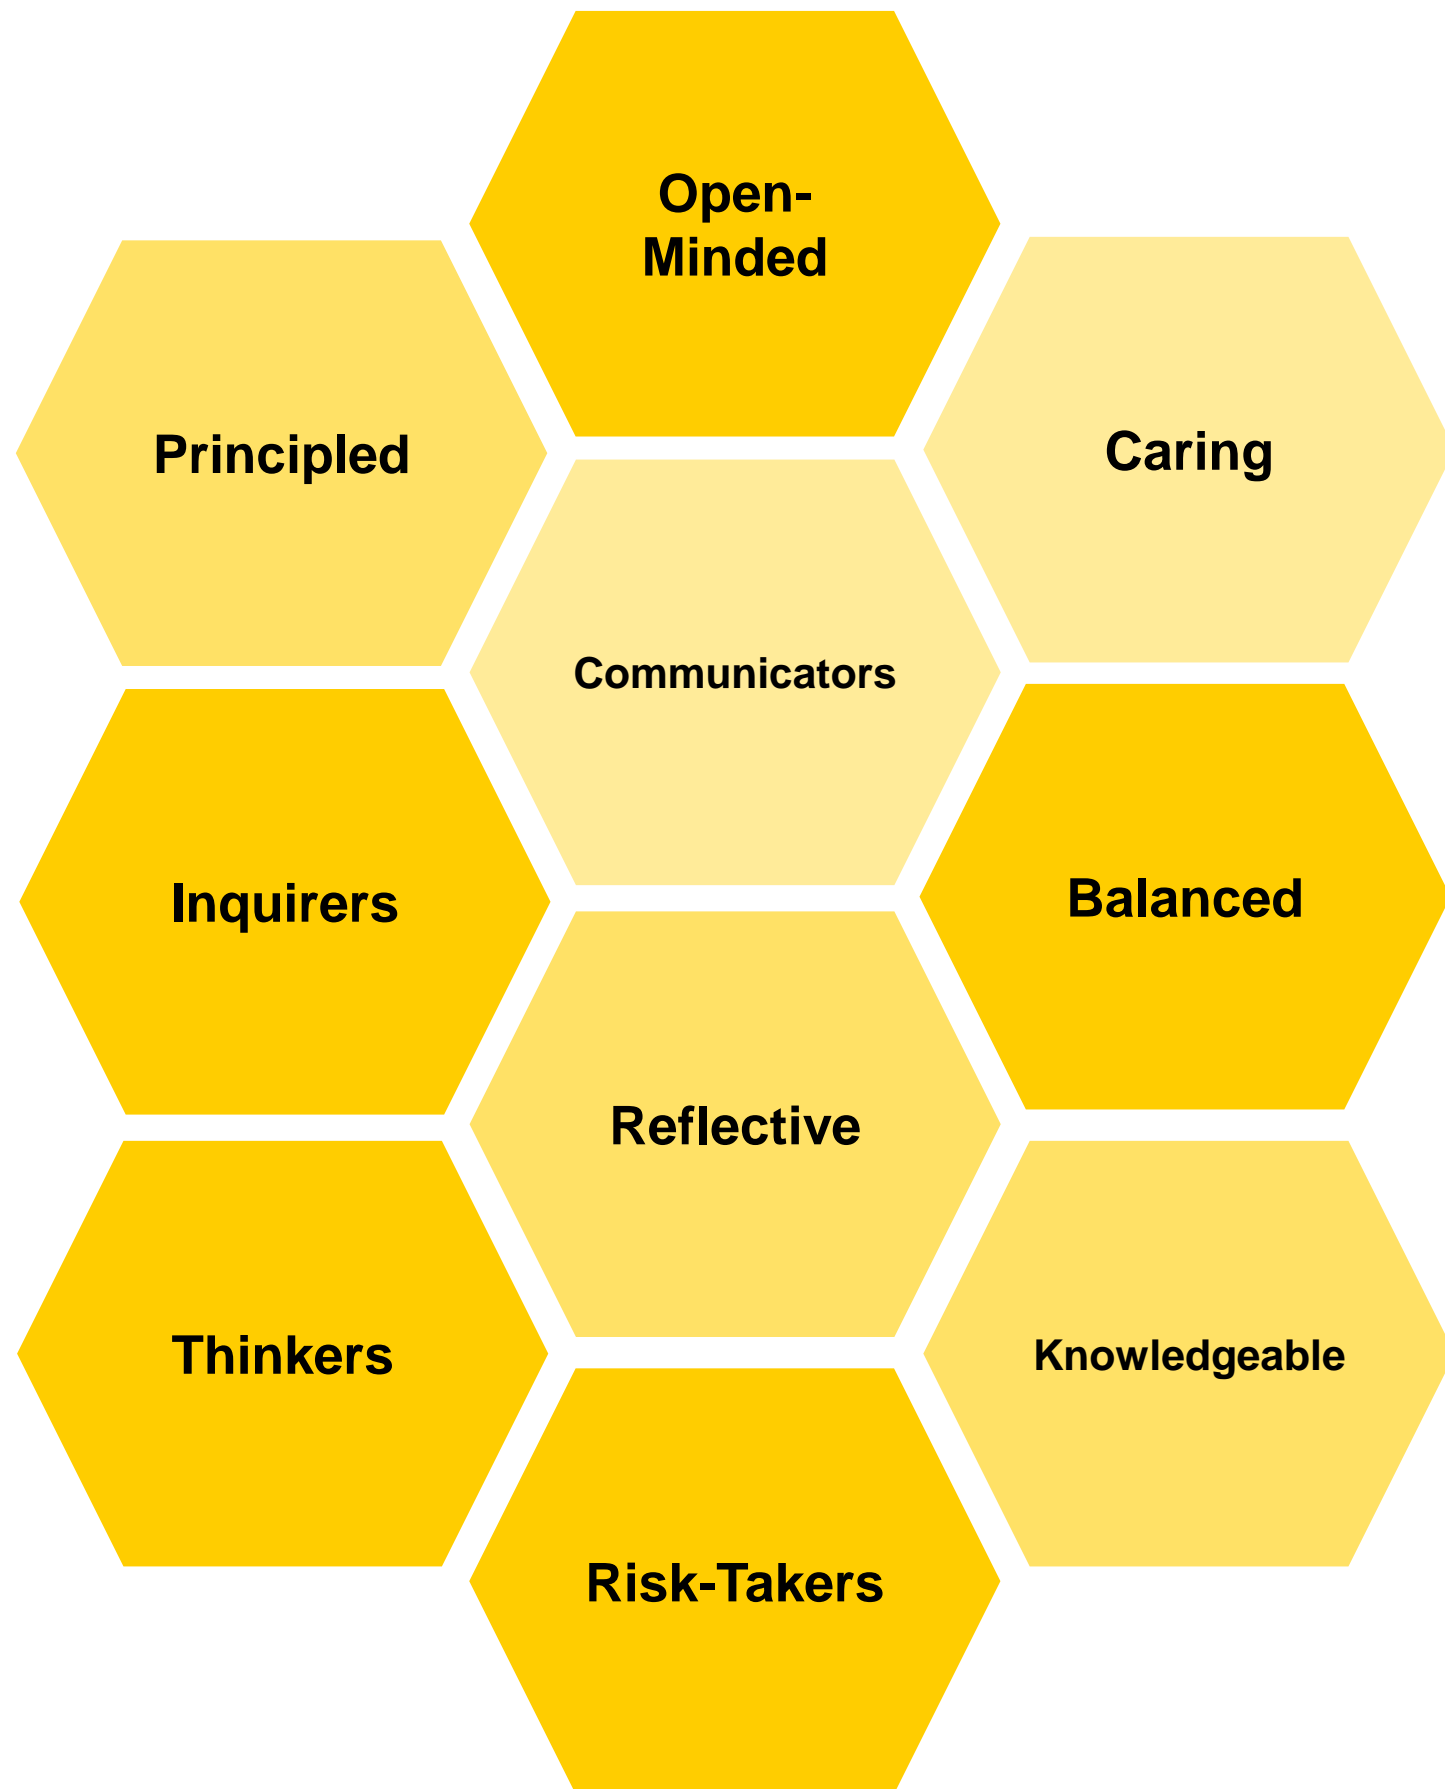 Open-
Minded
Principled
Caring
Communicators
Inquirers
Balanced
Reflective
Thinkers
Knowledgeable
Risk-Takers